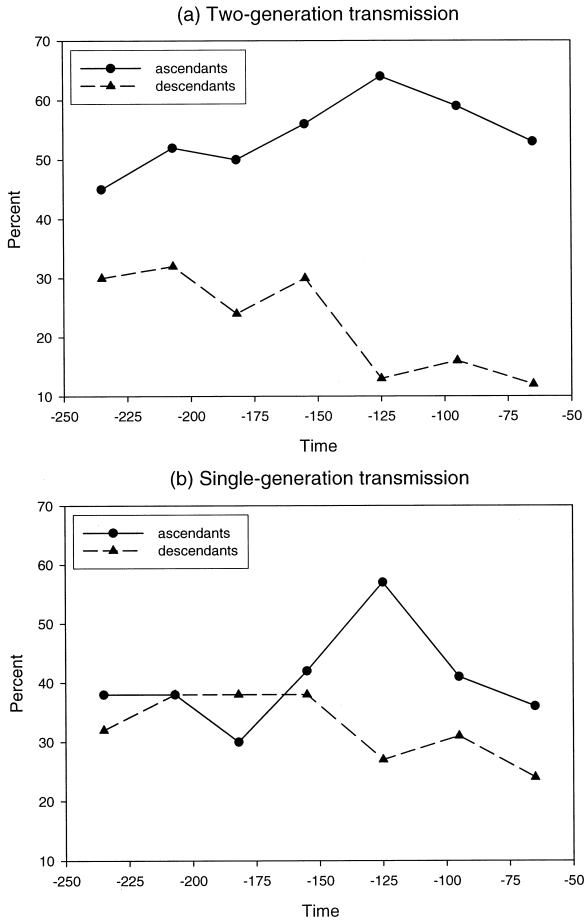 (a) Two-generation transmission
70
ascendants
descendants
60
50
40
30
20
10
Percent
-250 -225 -200 -175 -150 -125 -100 -75 -50
Time
(b) Single-generation transmission
70
ascendants
descendants
60
50
40
30
20
10
Percent
-250 -225 -200 -175 -150 -125 -100 -75 -50
Time